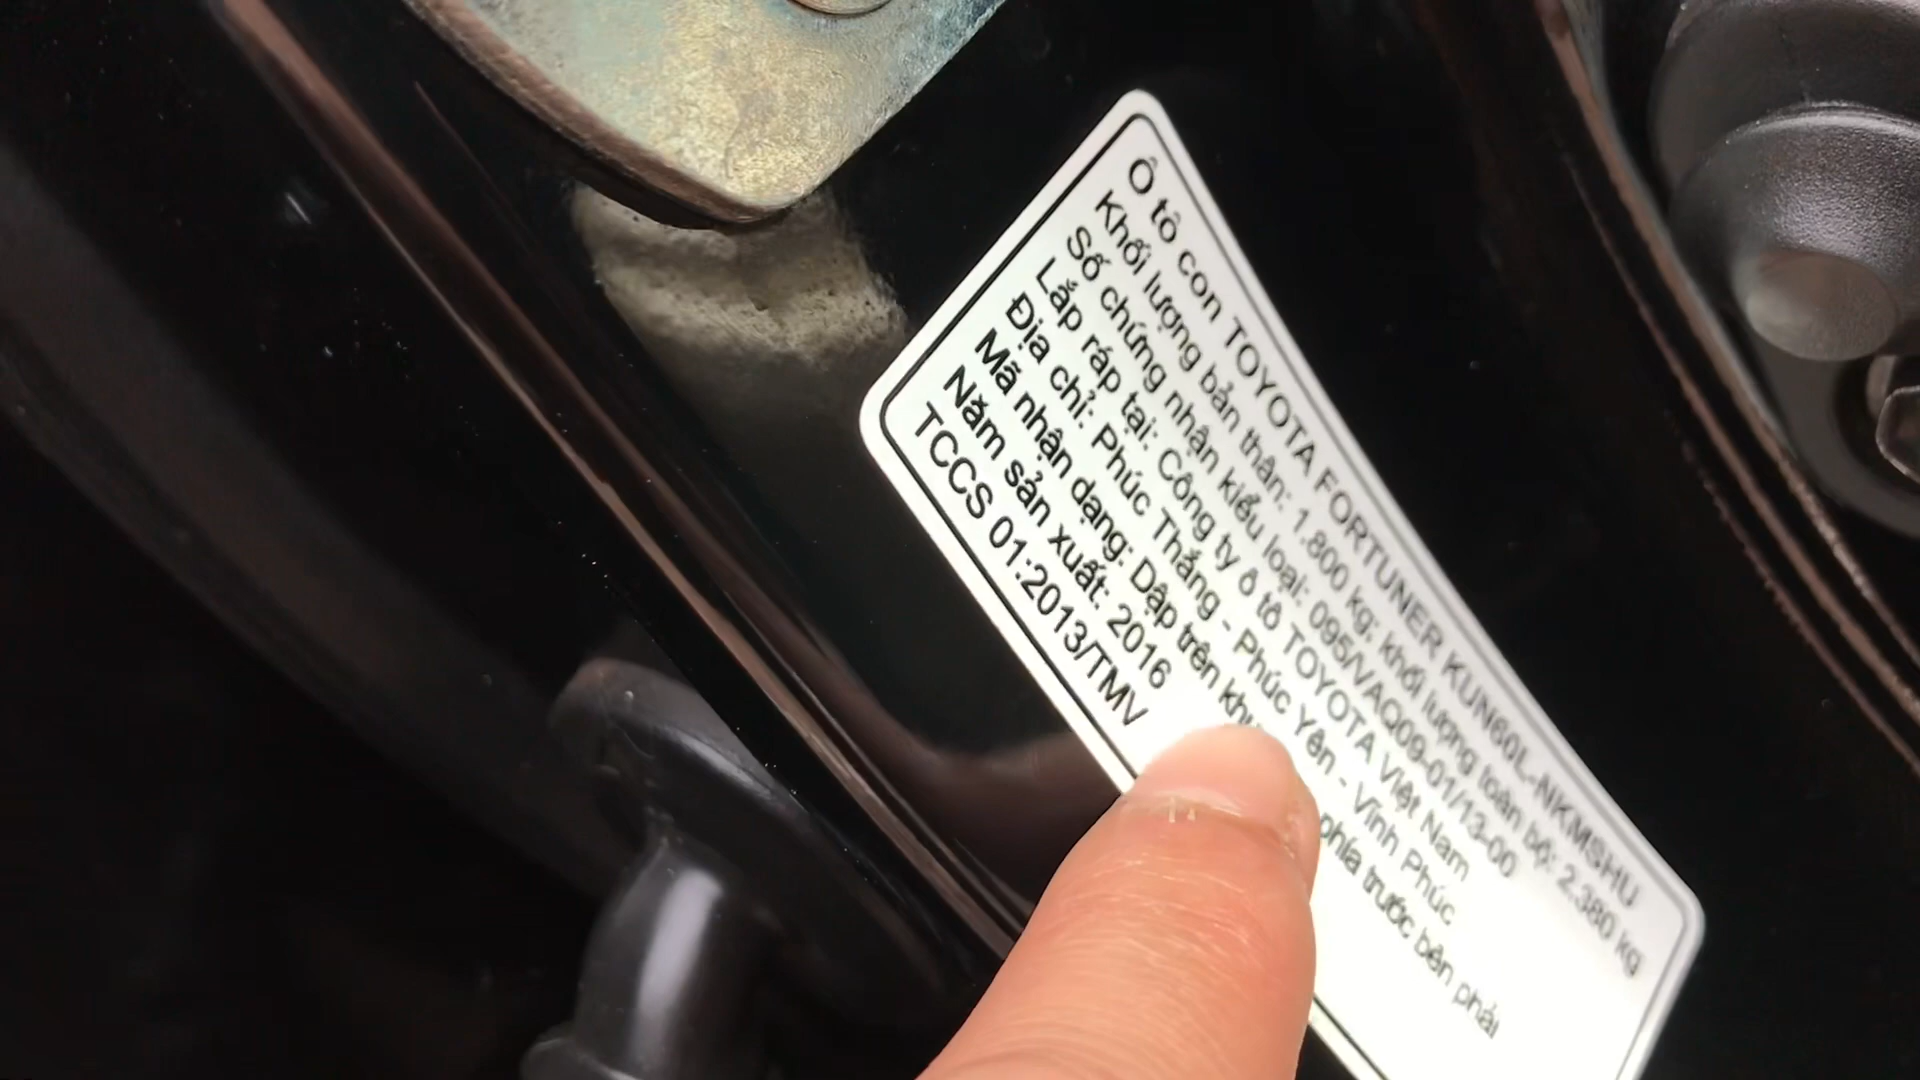 Ô tô con TOYOTA FORTUNER KUN60L-NKMSHU
Khối lượng bản thân: 1.800 kg; khối lượng toàn bộ: 2.380 kg
Số chứng nhận kiểu loại: 095/VAQ09-01/13-00
Lắp ráp tại: Công ty ô tô TOYOTA Việt Nam
Địa chỉ: Phúc Thắng - Phúc Yên - Vĩnh Phúc
Mã nhận dạng: Dập trên phía trước bên phải
Năm sản xuất: 2016
TCCS 01:2013/TMV